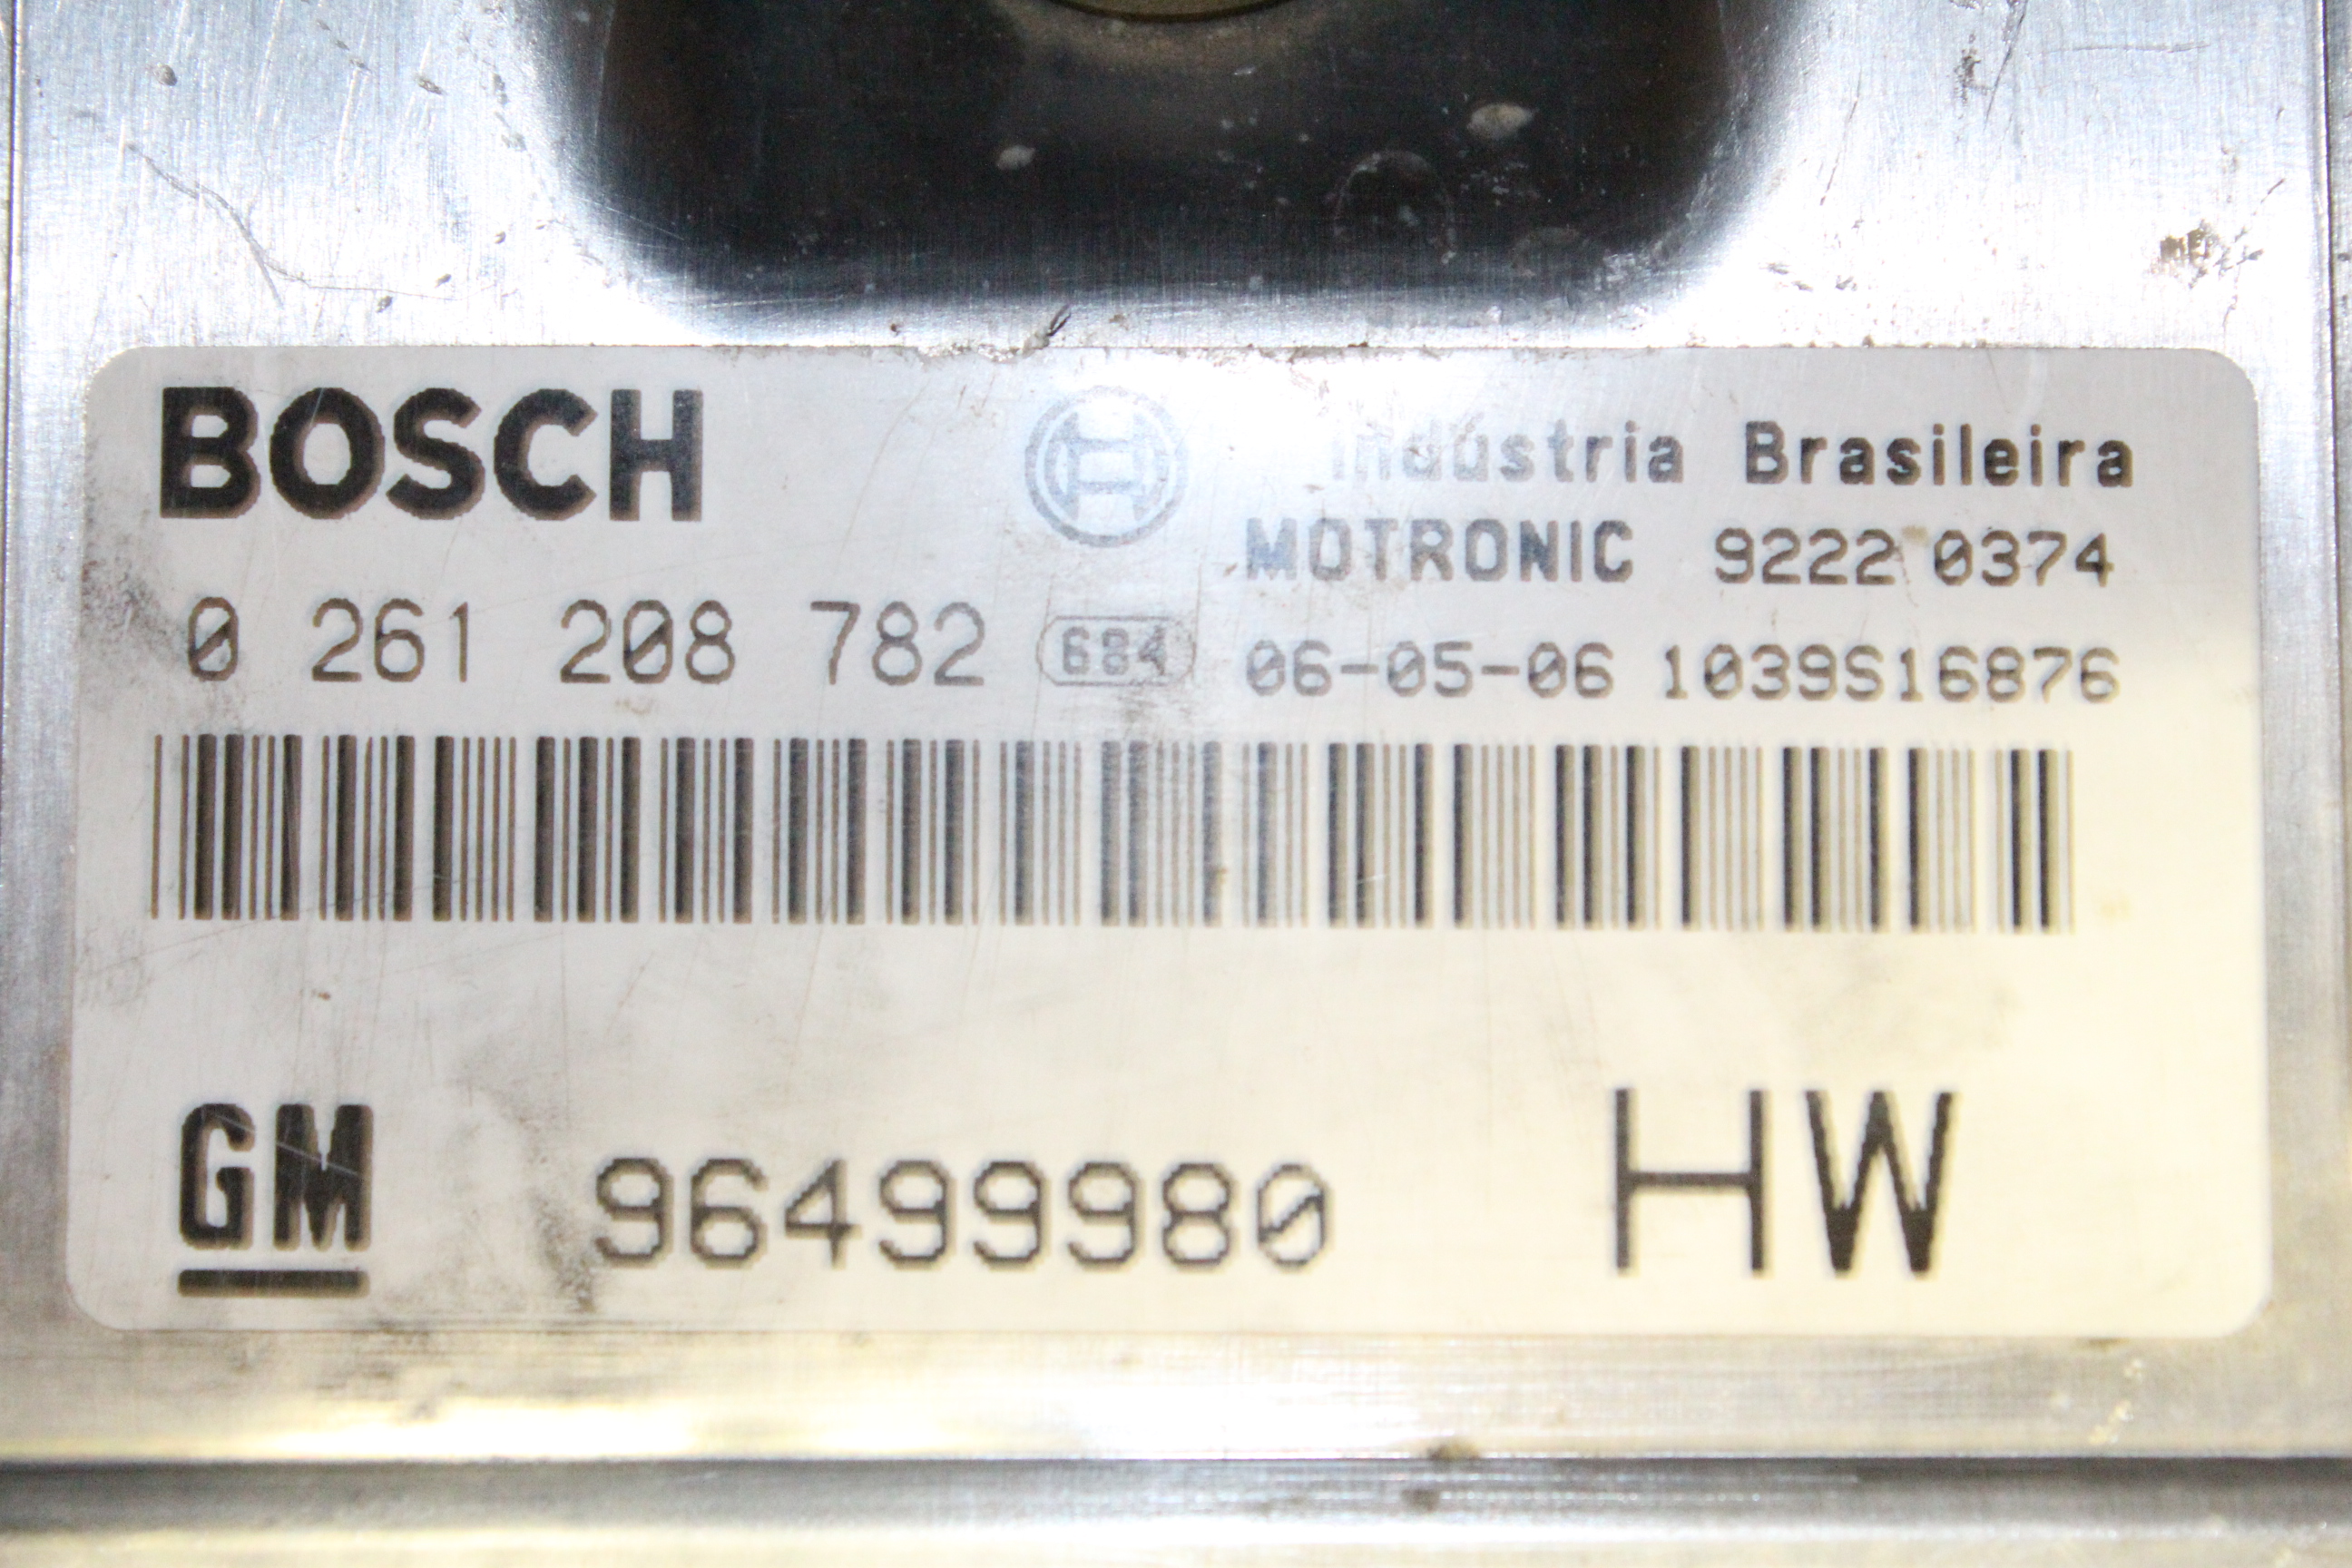 BOSCH
Indústria Brasileira
MOTRONIC 9222 0374
0 261 208 782 684 06-05-06 1039S16876
GM 96499980 HW